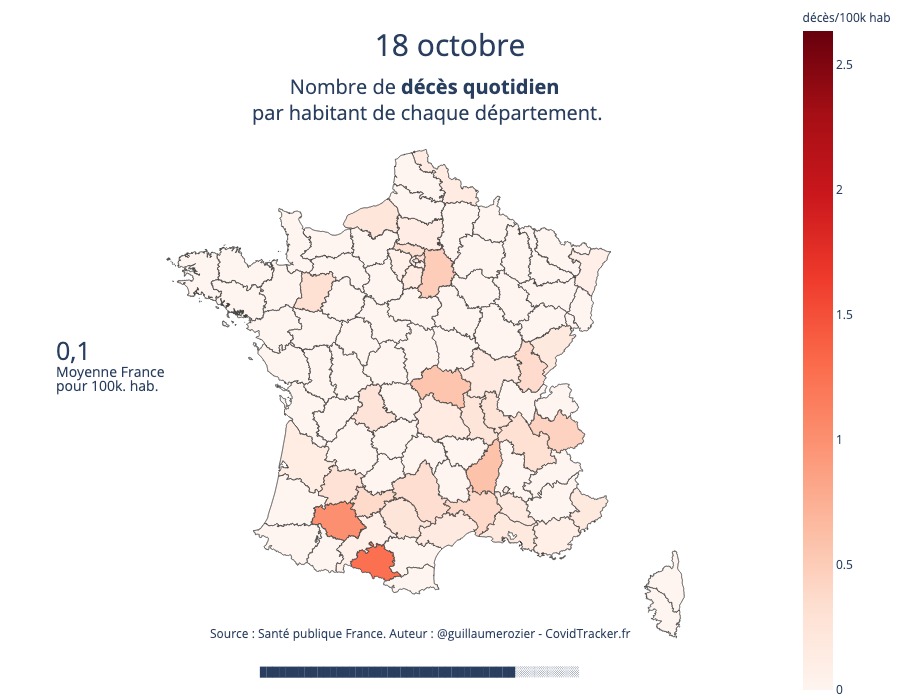 18 octobre
Nombre de décès quotidien
par habitant de chaque département.
décès/100k hab
2.5
2
1.5
1
0.5
0
0,1
Moyenne France
pour 100k. hab.
Source : Santé publique France. Auteur : @guillaumerozier - CovidTracker.fr